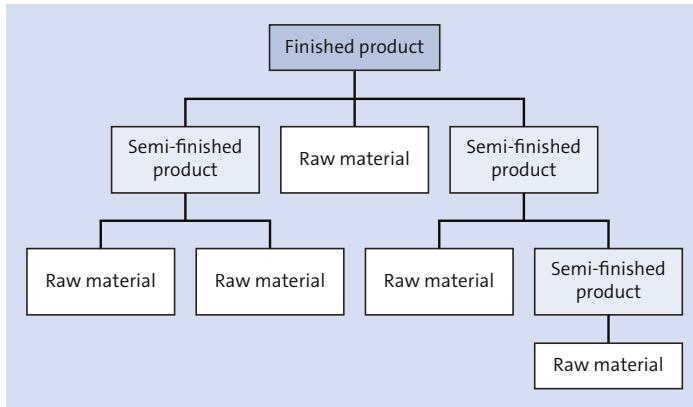 Finished product
Semi-finished
product
Raw material
Semi-finished
product
Raw material
Raw material
Raw material
Semi-finished
product
Raw material